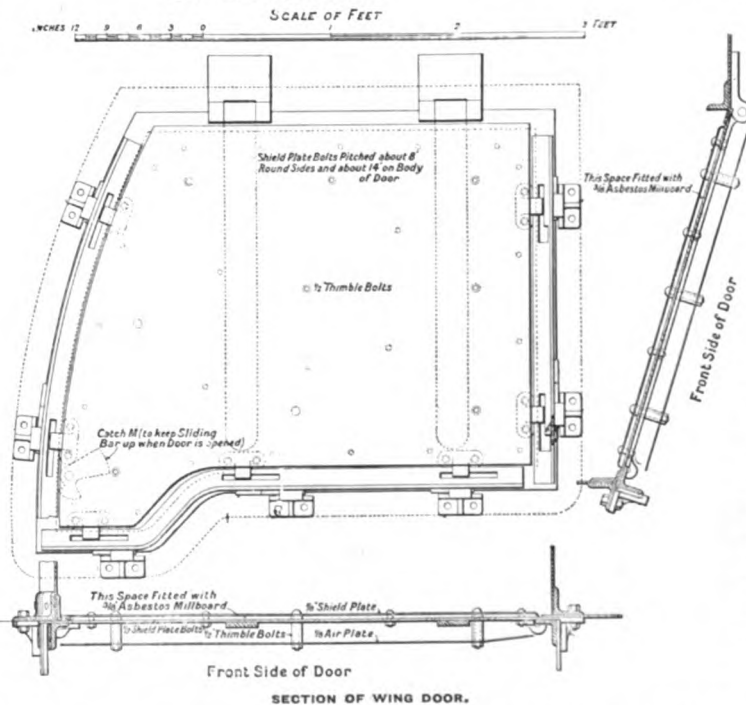 SCALE OF FEET
INCHES 12 9 6 3 0 1 2 3 FEET
Shield Plate Bolts Pitched about 8"
Round Sides and about 14" on Body
of Door
This Space Fitted with
Asbestos Millboard
½ Thimble Bolts
Front Side of Door
Catch M (to keep Sliding
Bar up when Door is Opened)
This Space Fitted with
Asbestos Millboard
Shield Plate
Shield Plate Bolts
½ Thimble Bolts
Air Plate
Front Side of Door
SECTION OF WING DOOR.